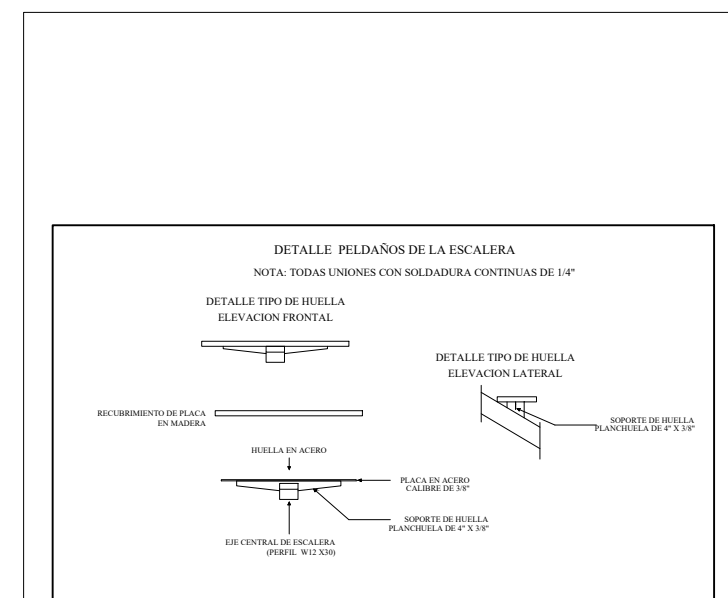 DETALLE PELDAÑOS DE LA ESCALERA
NOTA: TODAS UNIONES CON SOLDADURA CONTINUAS DE 1/4"
DETALLE TIPO DE HUELLA
ELEVACION FRONTAL
DETALLE TIPO DE HUELLA
ELEVACION LATERAL
RECUBRIMIENTO DE PLACA
EN MADERA
SOPORTE DE HUELLA
PLANCHUELA DE 4" X 3/8"
HUELLA EN ACERO
PLACA EN ACERO
CALIBRE DE 3/8"
SOPORTE DE HUELLA
PLANCHUELA DE 4" X 3/8"
EJE CENTRAL DE ESCALERA
(PERFIL W12 X30)